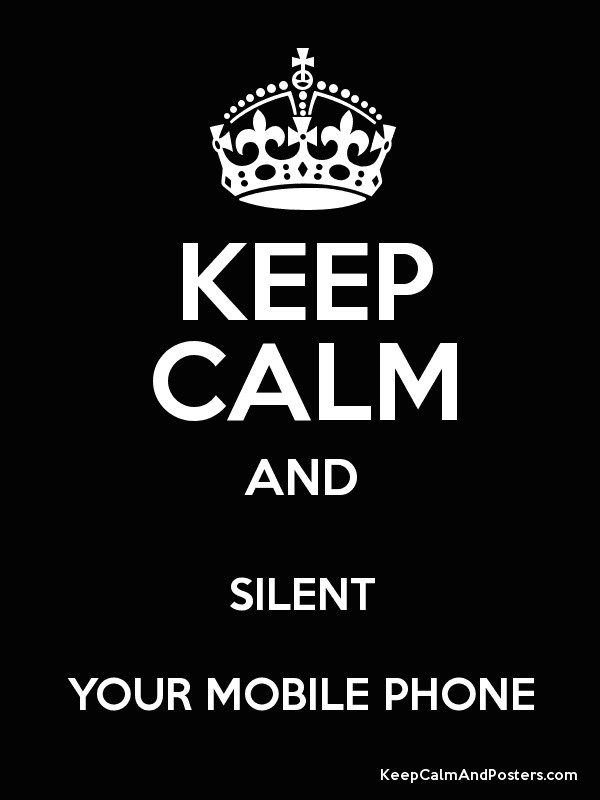 KEEP
CALM
AND
SILENT
YOUR MOBILE PHONE
KeepCalmAndPosters.com